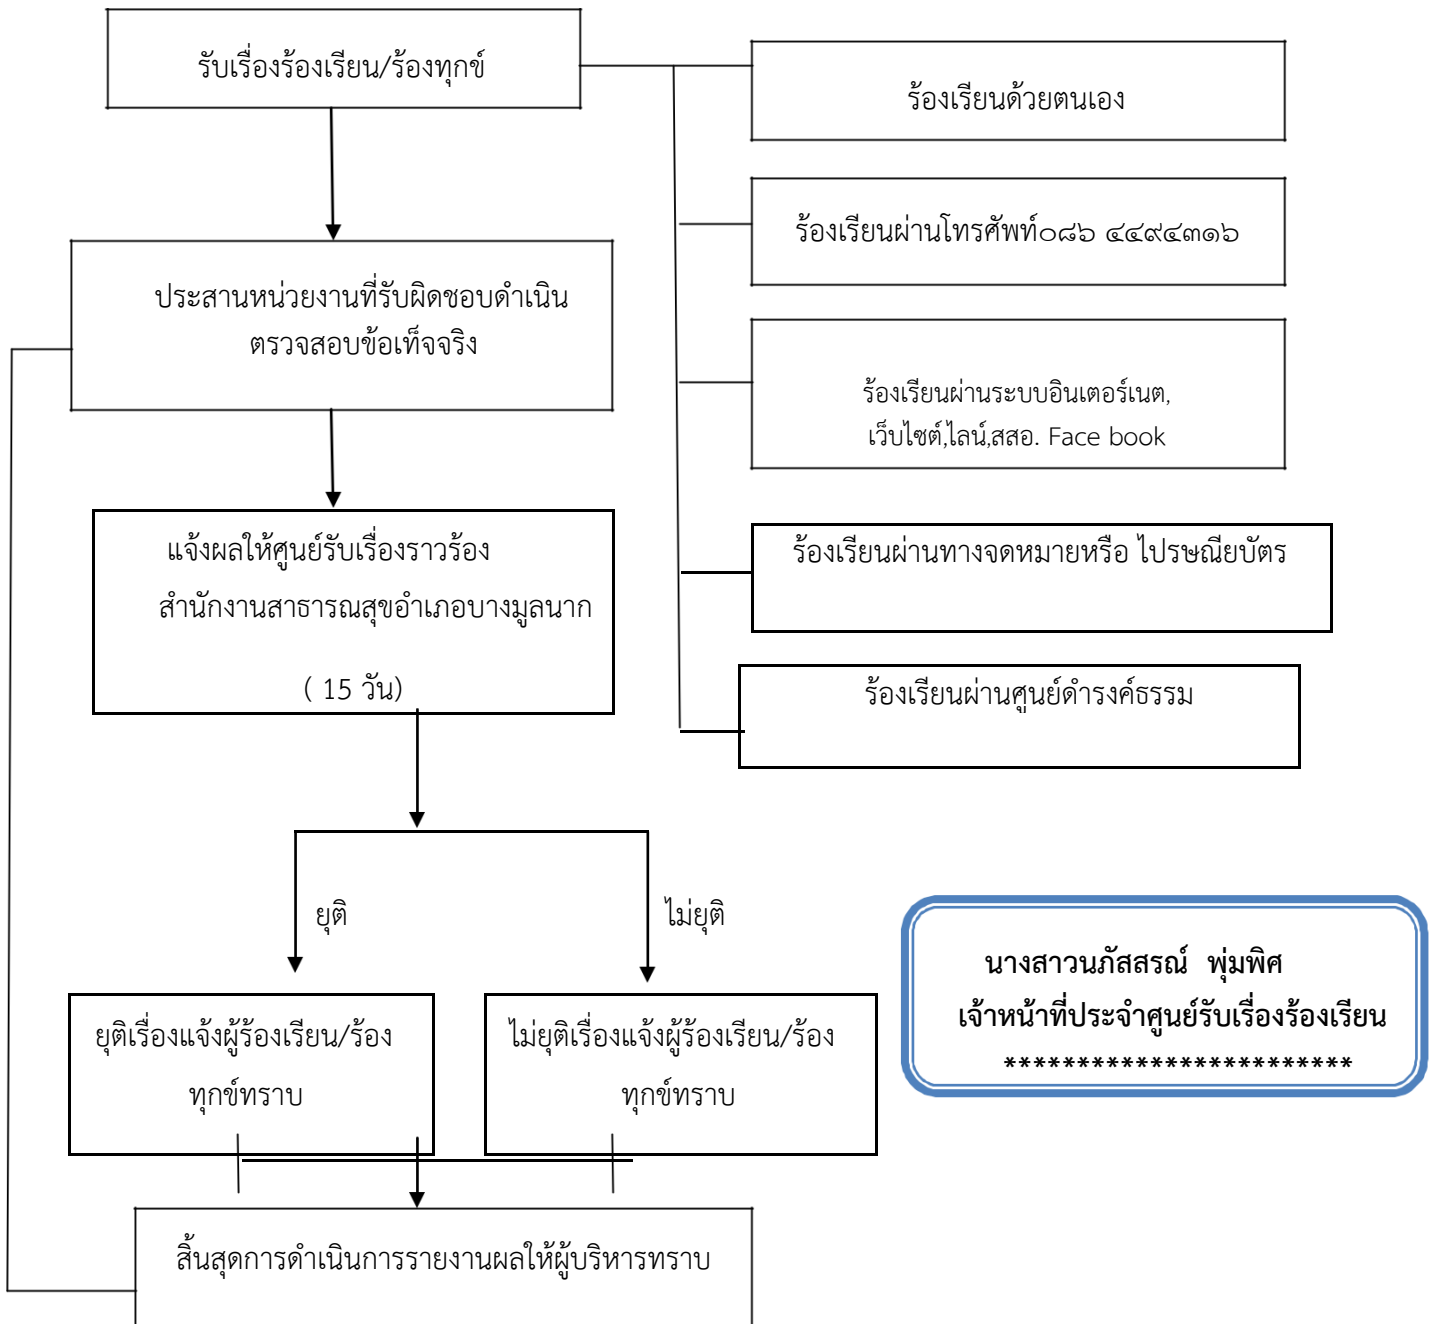 รับเรื่องร้องเรียน/ร้องทุกข์
ร้องเรียนด้วยตนเอง
ร้องเรียนผ่านโทรศัพท์๐๘๖ ๔๔๙๔๓๑๖
ประสานหน่วยงานที่รับผิดชอบดำเนิน
ตรวจสอบข้อเท็จจริง
ร้องเรียนผ่านระบบอินเตอร์เนต,
เว็บไซต์,ไลน์,สสอ. Face book
แจ้งผลให้ศูนย์รับเรื่องราวร้อง
สำนักงานสาธารณสุขอำเภอบางมูลนาก
( 15 วัน)
ร้องเรียนผ่านทางจดหมายหรือ ไปรษณียบัตร
ร้องเรียนผ่านศูนย์ดำรงค์ธรรม
ยุติ
ไม่ยุติ
นางสาวนภัสสรณ์ พุ่มพิศ
เจ้าหน้าที่ประจำศูนย์รับเรื่องร้องเรียน
************************
ยุติเรื่องแจ้งผู้ร้องเรียน/ร้อง
ทุกข์ทราบ
ไม่ยุติเรื่องแจ้งผู้ร้องเรียน/ร้อง
ทุกข์ทราบ
สิ้นสุดการดำเนินการรายงานผลให้ผู้บริหารทราบ